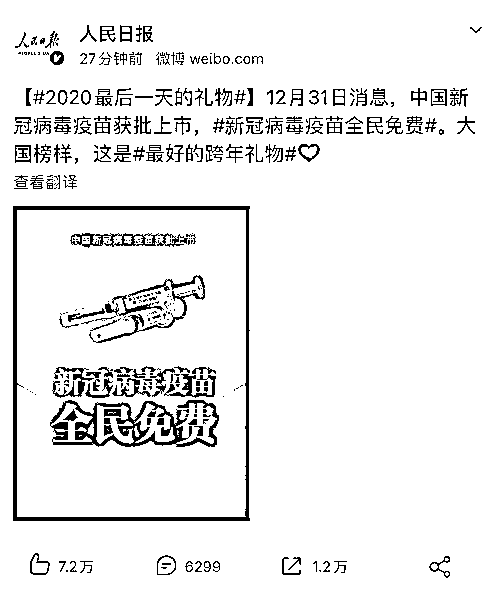 人民日报
PEOPLE'S DAILY
人民日报
27分钟前 微博 weibo.com
【#2020最后一天的礼物#】12月31日消息，中国新
冠病毒疫苗获批上市，#新冠病毒疫苗全民免费#。大
国榜样，这是#最好的跨年礼物#♡
查看翻译
中国新冠病毒疫苗获批上市
新冠病毒疫苗
全民免费
7.2万 6299 1.2万